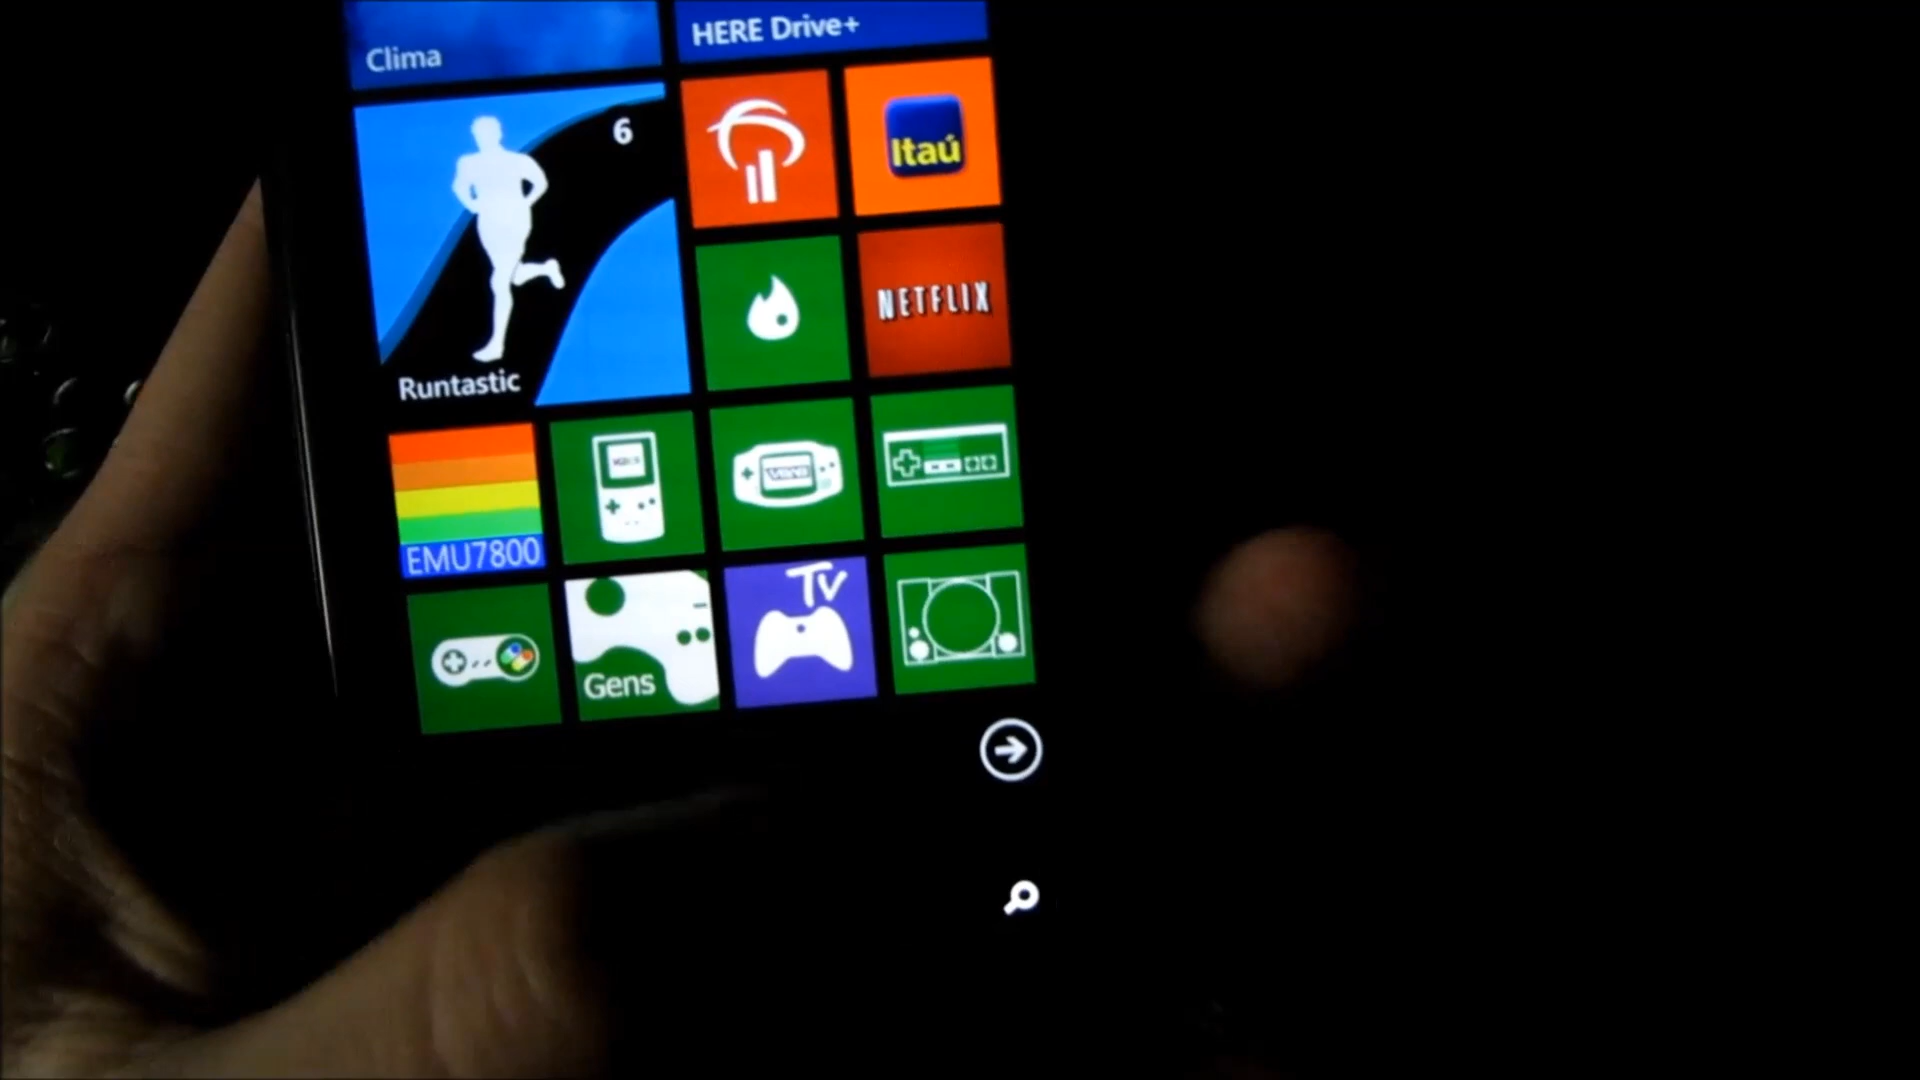 Clima
HERE Drive+
6
Itaú
NETFLIX
Runtastic
EMU7800
Tv
Gens